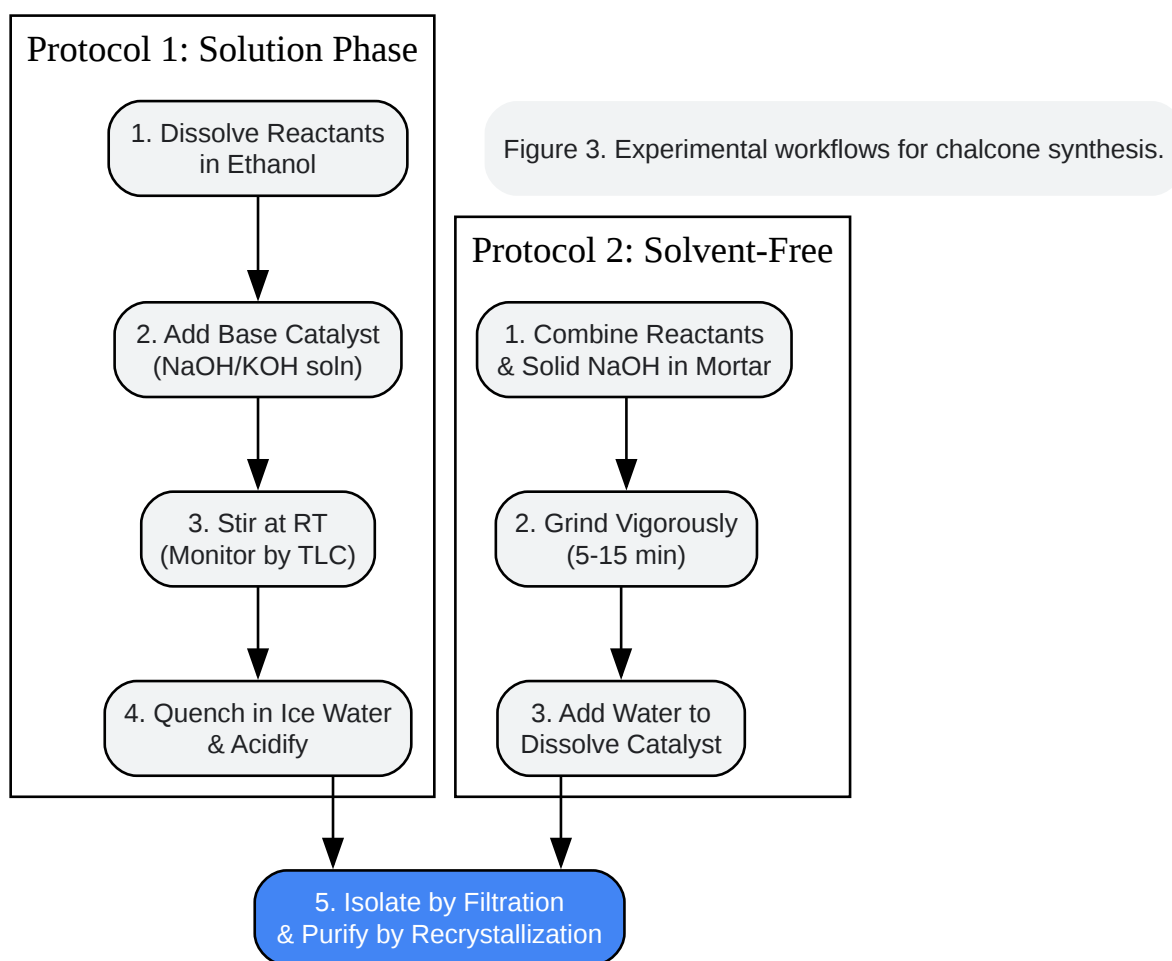 Protocol 1: Solution Phase
1. Dissolve Reactants
in Ethanol
2. Add Base Catalyst
(NaOH/KOH soln)
3. Stir at RT
(Monitor by TLC)
4. Quench in Ice Water
& Acidify
Figure 3. Experimental workflows for chalcone synthesis.
Protocol 2: Solvent-Free
1. Combine Reactants
& Solid NaOH in Mortar
2. Grind Vigorously
(5-15 min)
3. Add Water to
Dissolve Catalyst
5. Isolate by Filtration
& Purify by Recrystallization